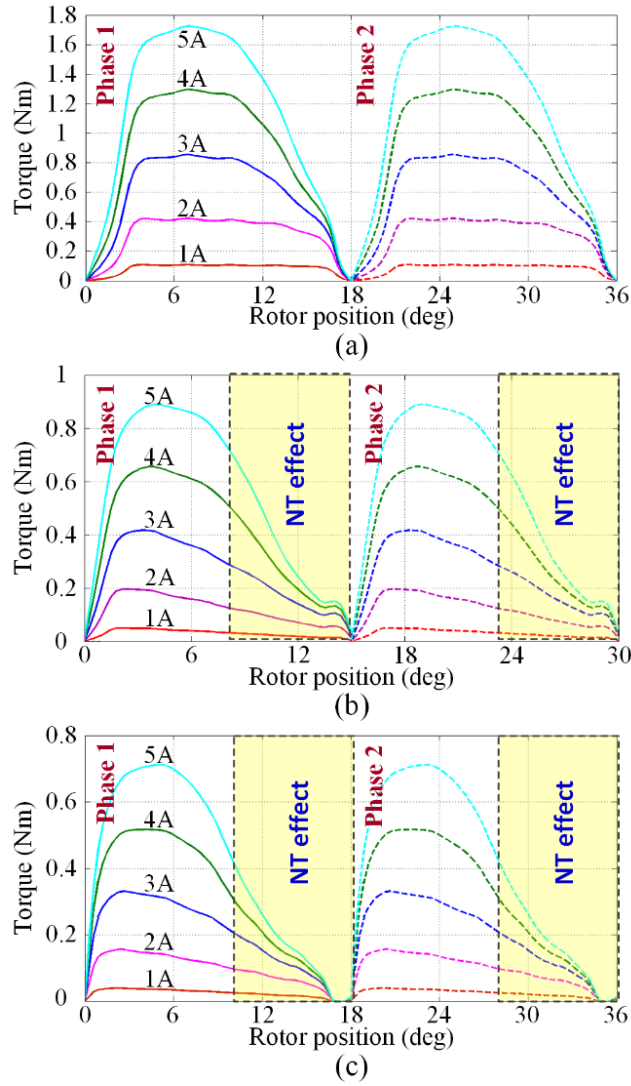 1.8
1.6
1.4
1.2
1
0.8
0.6
0.4
0.2
0
Torque (Nm)
Phase 1
5A
4A
3A
2A
1A
Phase 2
0 6 12 18 24 30 36
Rotor position (deg)
(a)
1
0.8
0.6
0.4
0.2
0
Torque (Nm)
Phase 1
5A
4A
3A
2A
1A
NT effect
Phase 2
NT effect
0 6 12 18 24 30
Rotor position (deg)
(b)
0.8
0.6
0.4
0.2
0
Torque (Nm)
Phase 1
5A
4A
3A
2A
1A
NT effect
Phase 2
NT effect
0 6 12 18 24 30 36
Rotor position (deg)
(c)